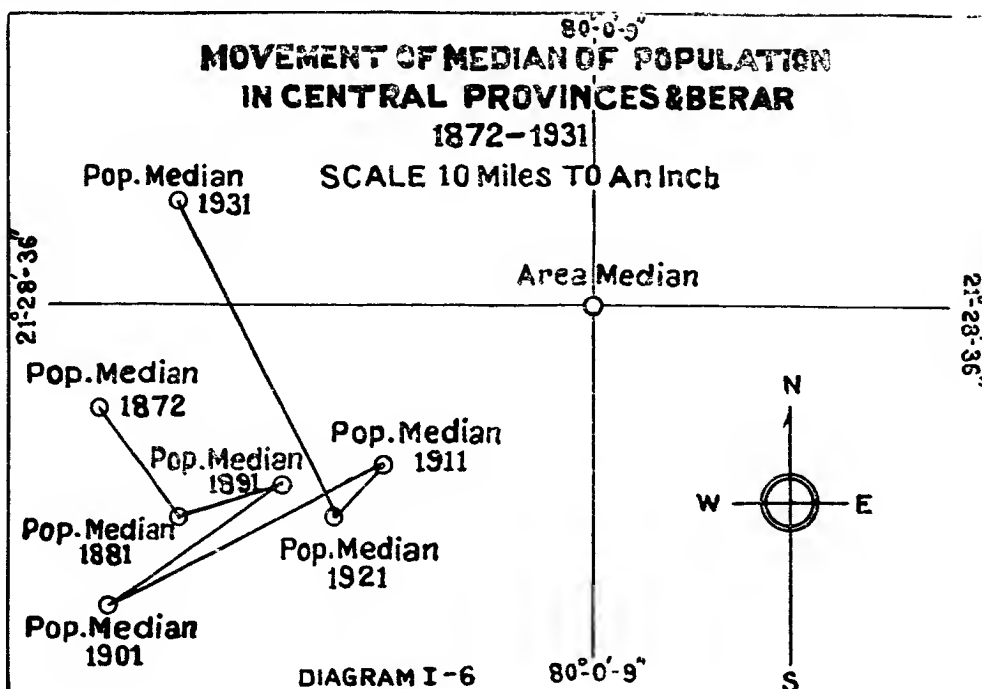 80°-0'-9"
MOVEMENT OF MEDIAN OF POPULATION
IN CENTRAL PROVINCES & BERAR
1872-1931
SCALE 10 Miles TO An Inch
Pop. Median
1931
Area Median
21°-28'-36"
21°-28'-36"
Pop. Median
1872
Pop. Median
1911
Pop. Median
1891
N
W
E
S
Pop. Median
1881
Pop. Median
1921
Pop. Median
1901
DIAGRAM I-6
80°-0'-9"